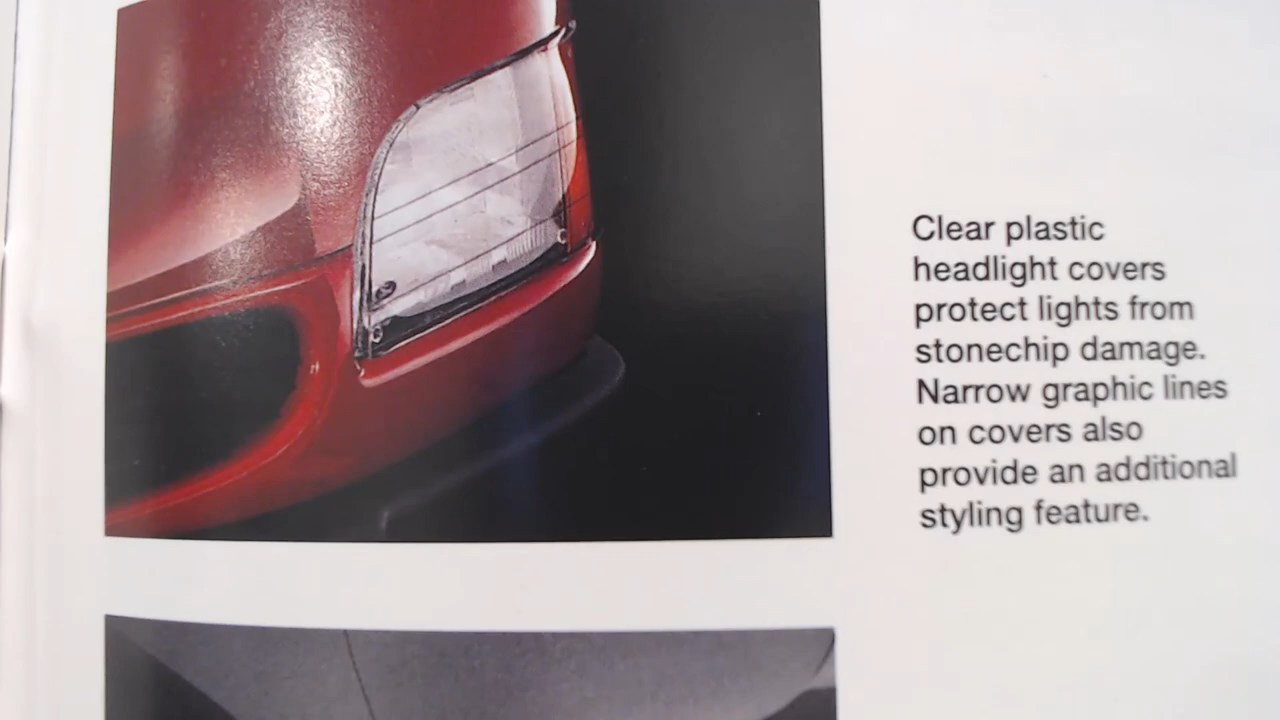 Clear plastic
headlight covers
protect lights from
stonechip damage.
Narrow graphic lines
on covers also
provide an additional
styling feature.